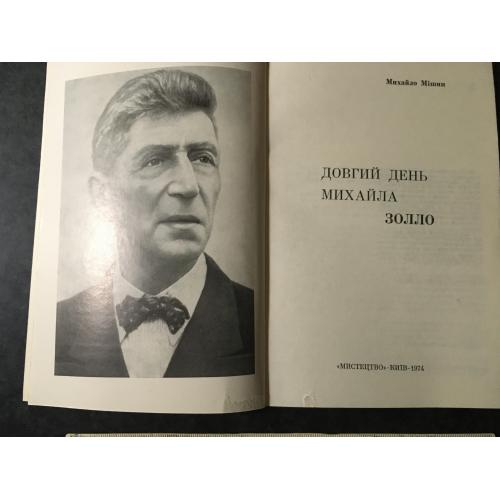 Михайло Мішин
ДОВГИЙ ДЕНЬ
МИХАЙЛА
ЗОЛЛО
«МИСТЕЦТВО»·КИЇВ·1974